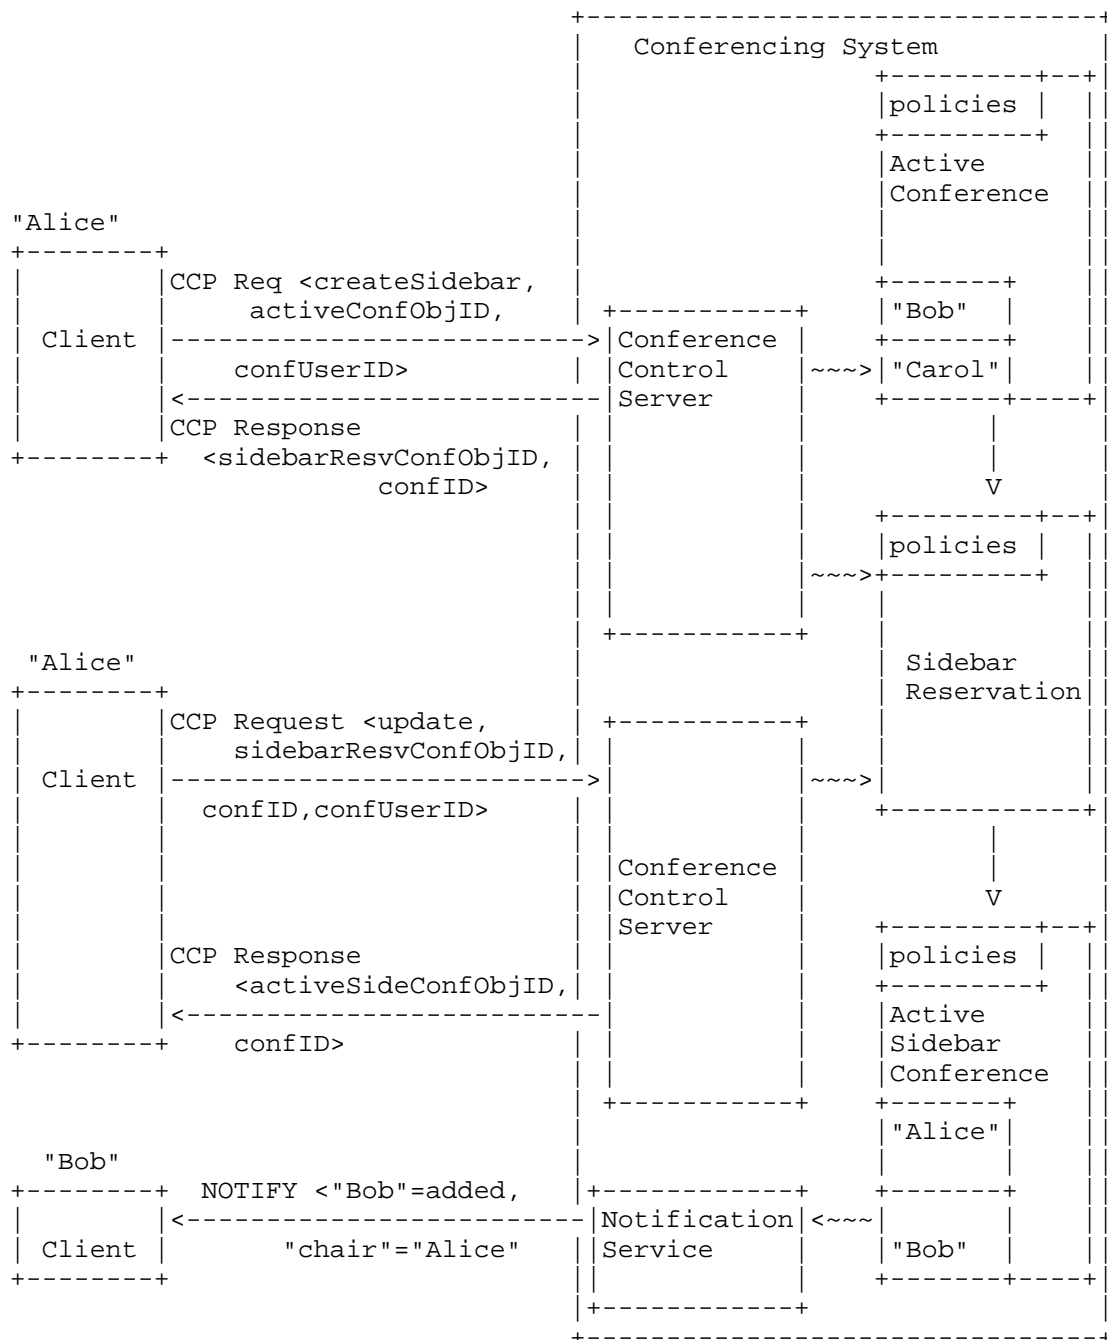 Conferencing System
policies
Active
Conference
"Alice"
CCP Req <createSidebar,
activeConfObjID,
"Bob"
Client
Conference
confUserID>
Control
"Carol"
Server
CCP Response
<sidebarResvConfObjID,
confID>
V
policies
"Alice"
Sidebar
Reservation
CCP Request <update,
sidebarResvConfObjID,
Client
confID,confUserID>
Conference
Control
V
Server
CCP Response
policies
<activeSideConfObjID,
Active
confID>
Sidebar
Conference
"Alice"
"Bob"
NOTIFY <"Bob"=added,
Notification
Client
"chair"="Alice"
Service
"Bob"